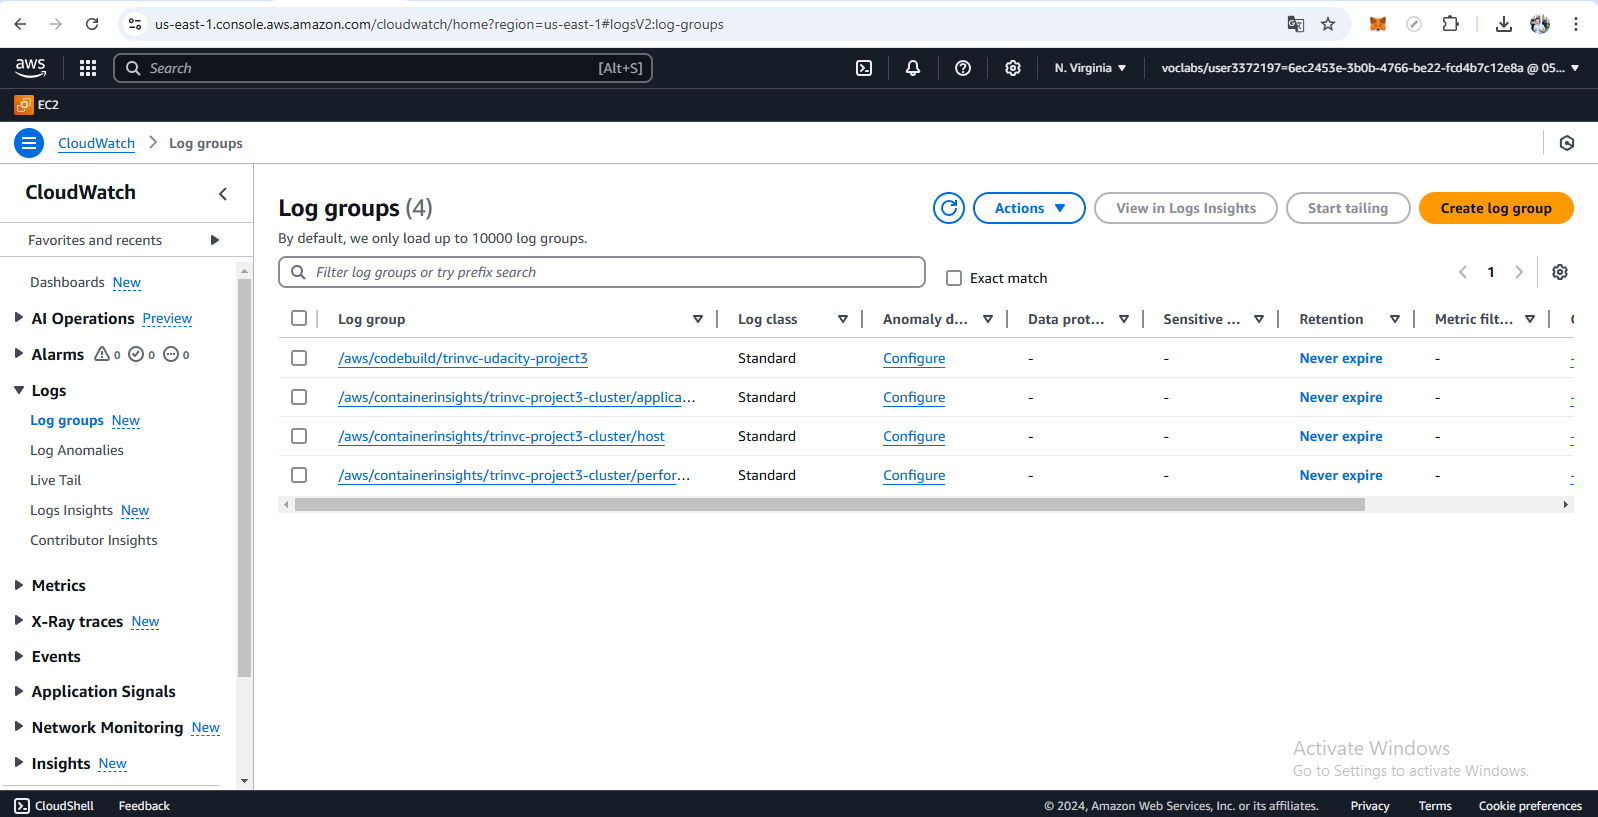 us-east-1.console.aws.amazon.com/cloudwatch/home?region=us-east-1#logsV2:log-groups
aws
Search [Alt+S]
N. Virginia
voclabs/user3372197=6ec2453e-3b0b-4766-be22-fcd4b7c12e8a @ 05...
EC2
CloudWatch
Log groups
CloudWatch
Favorites and recents
Dashboards New
AI Operations Preview
Alarms 0 0 0
Logs
Log groups New
Log Anomalies
Live Tail
Logs Insights New
Contributor Insights
Metrics
X-Ray traces New
Events
Application Signals
Network Monitoring New
Insights New
Log groups (4)
Actions
View in Logs Insights
Start tailing
Create log group
By default, we only load up to 10000 log groups.
Filter log groups or try prefix search
Exact match
1
Log group Log class Anomaly d... Data prot... Sensitive ... Retention Metric filt...
/aws/codebuild/trinvc-udacity-project3 Standard Configure - - Never expire -
/aws/containerinsights/trinvc-project3-cluster/applica... Standard Configure - - Never expire -
/aws/containerinsights/trinvc-project3-cluster/host Standard Configure - - Never expire -
/aws/containerinsights/trinvc-project3-cluster/perfor... Standard Configure - - Never expire -
Activate Windows
Go to Settings to activate Windows.
CloudShell
Feedback
© 2024, Amazon Web Services, Inc. or its affiliates.
Privacy
Terms
Cookie preferences